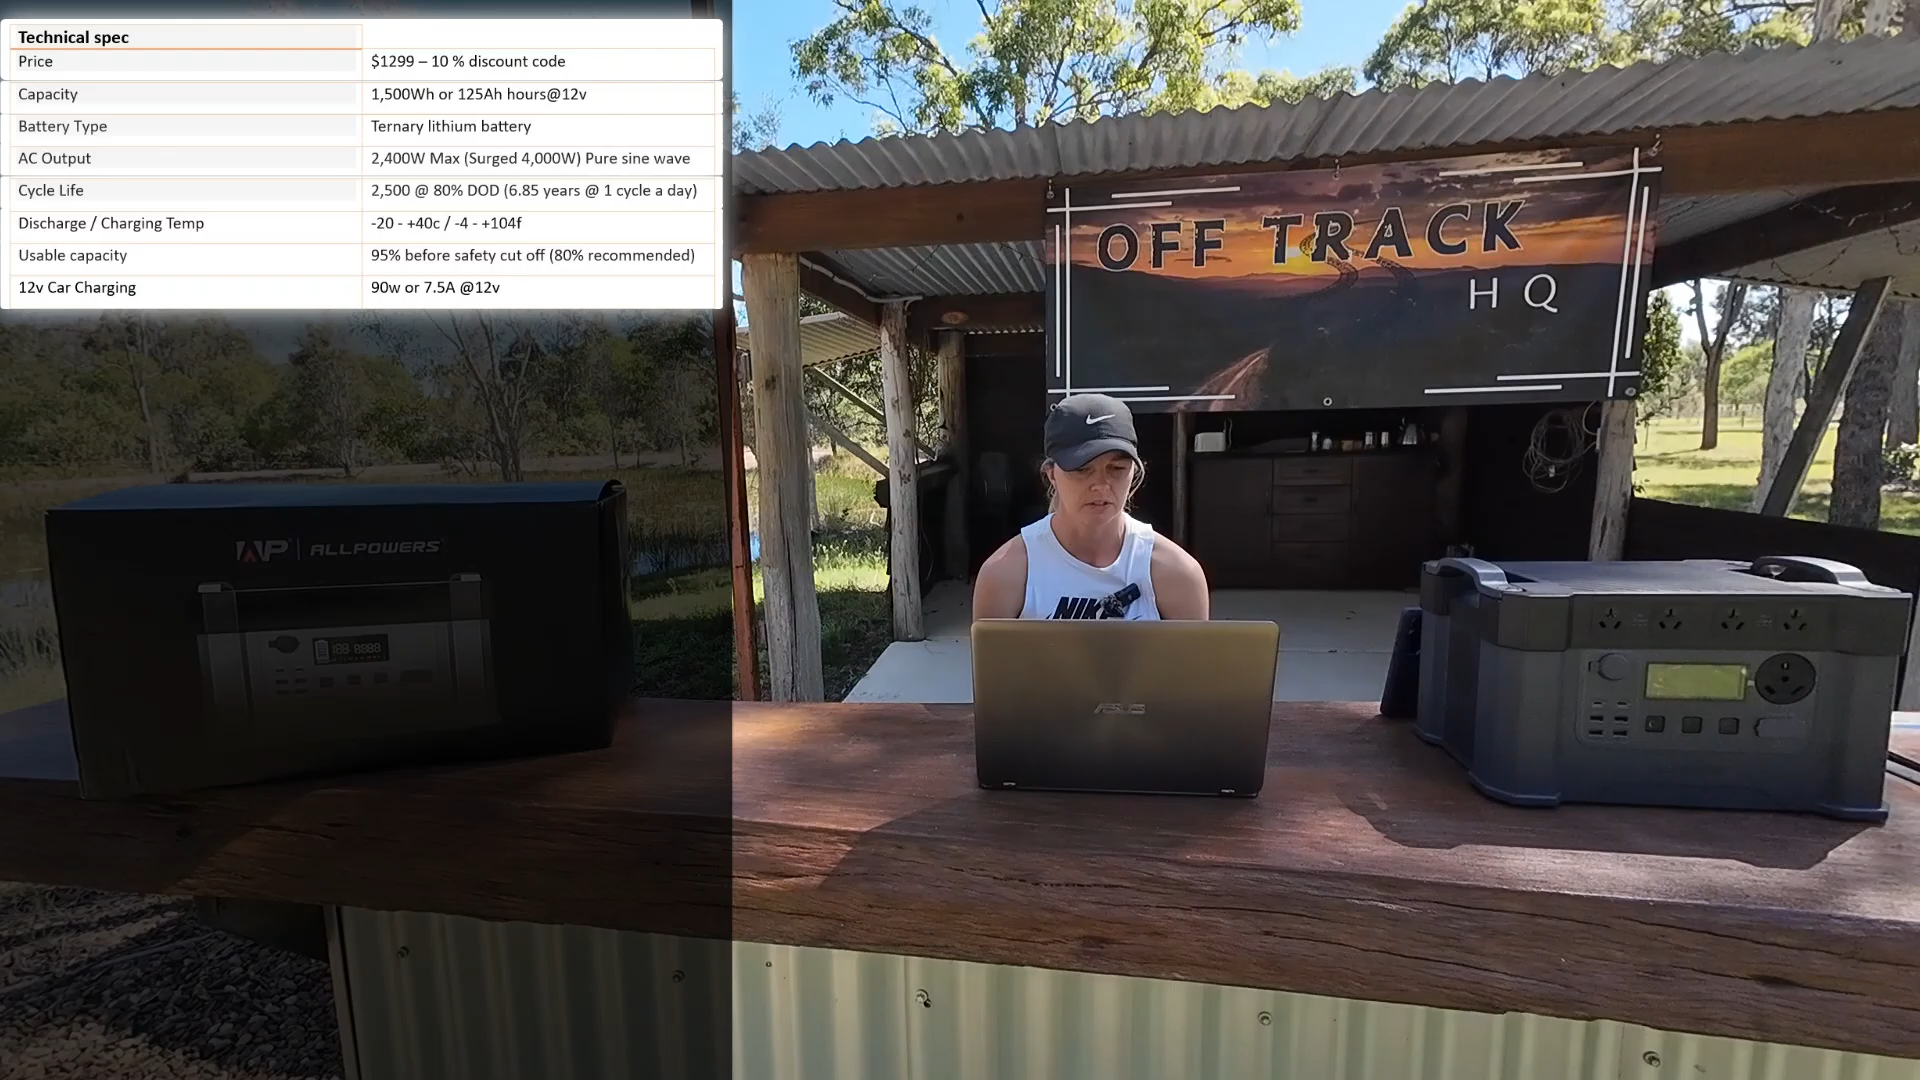 Technical spec
Price $1299 – 10 % discount code
Capacity 1,500Wh or 125Ah hours@12v
Battery Type Ternary lithium battery
AC Output 2,400W Max (Surged 4,000W) Pure sine wave
Cycle Life 2,500 @ 80% DOD (6.85 years @ 1 cycle a day)
Discharge / Charging Temp -20 - +40c / -4 - +104f
Usable capacity 95% before safety cut off (80% recommended)
12v Car Charging 90w or 7.5A @12v
OFF TRACK
HQ
AP ALLPOWERS
NIKE
ASUS